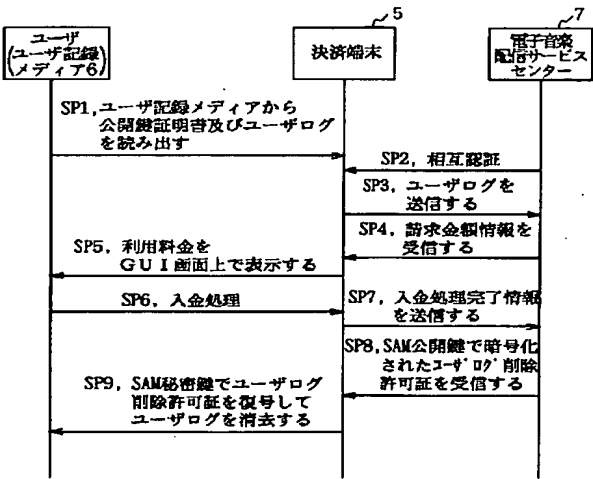 ユーザ
(ユーザ記録)
(メディア6)
5
決済端末
7
電子音楽
配信サービス
センター
SP1,ユーザ記録メディアから
公開鍵証明書及びユーザログ
を読み出す
SP2, 相互認証
SP3, ユーザログを
送信する
SP4, 請求金額情報を
受信する
SP5, 利用料金を
GUI画面上で表示する
SP6, 入金処理
SP7, 入金処理完了情報
を送信する
SP8,SAM公開鍵で暗号化
されたユーザログ削除
許可証を受信する
SP9, SAM秘密鍵でユーザログ
削除許可証を復号して
ユーザログを消去する